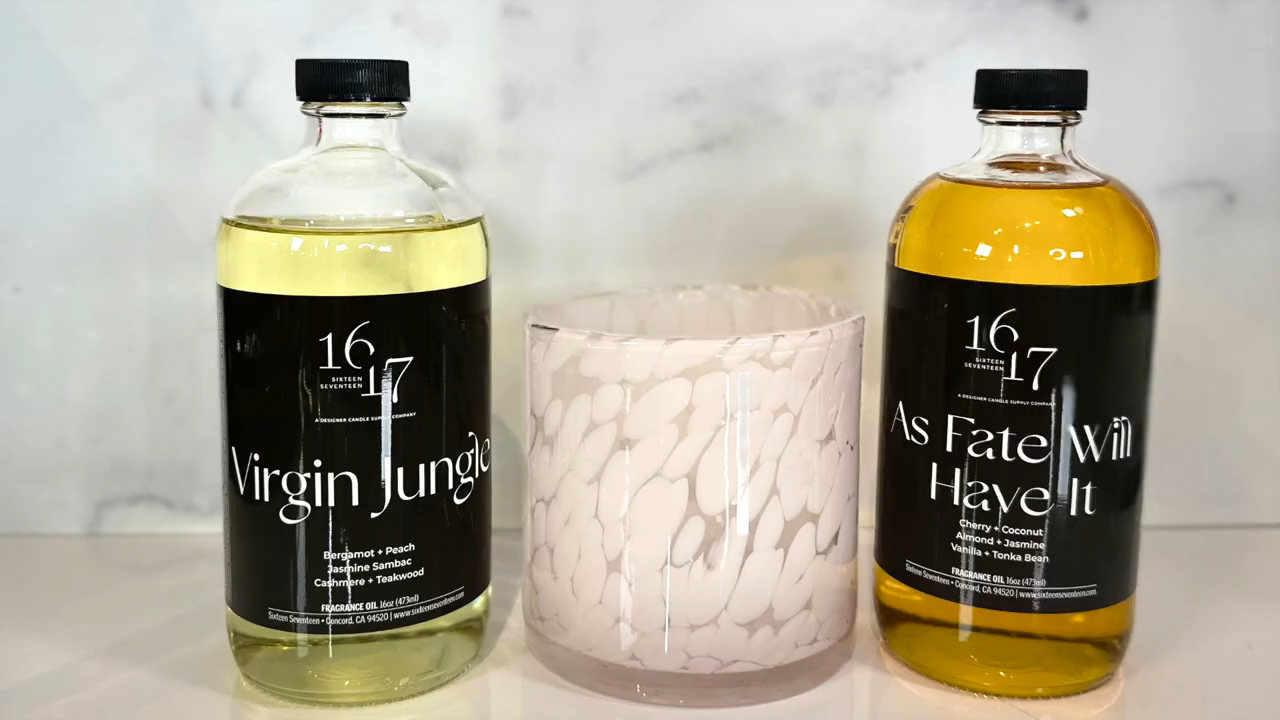 16
SIXTEEN
SEVENTEEN
17
A DESIGNER CANDLE SUPPLY COMPANY
Virgin Jungle
Bergamot + Peach
Jasmine Sambac
Cashmere + Teakwood
FRAGRANCE OIL 16oz (473ml)
Sixteen Seventeen • Concord, CA 94520 | www.sixteenseventeen.com
16
SIXTEEN
SEVENTEEN
17
A DESIGNER CANDLE SUPPLY COMPANY
As Fate Will
Have It
Cherry + Coconut
Almond + Jasmine
Vanilla + Tonka Bean
FRAGRANCE OIL 16oz (473ml)
Sixteen Seventeen • Concord, CA 94520 | www.sixteenseventeen.com